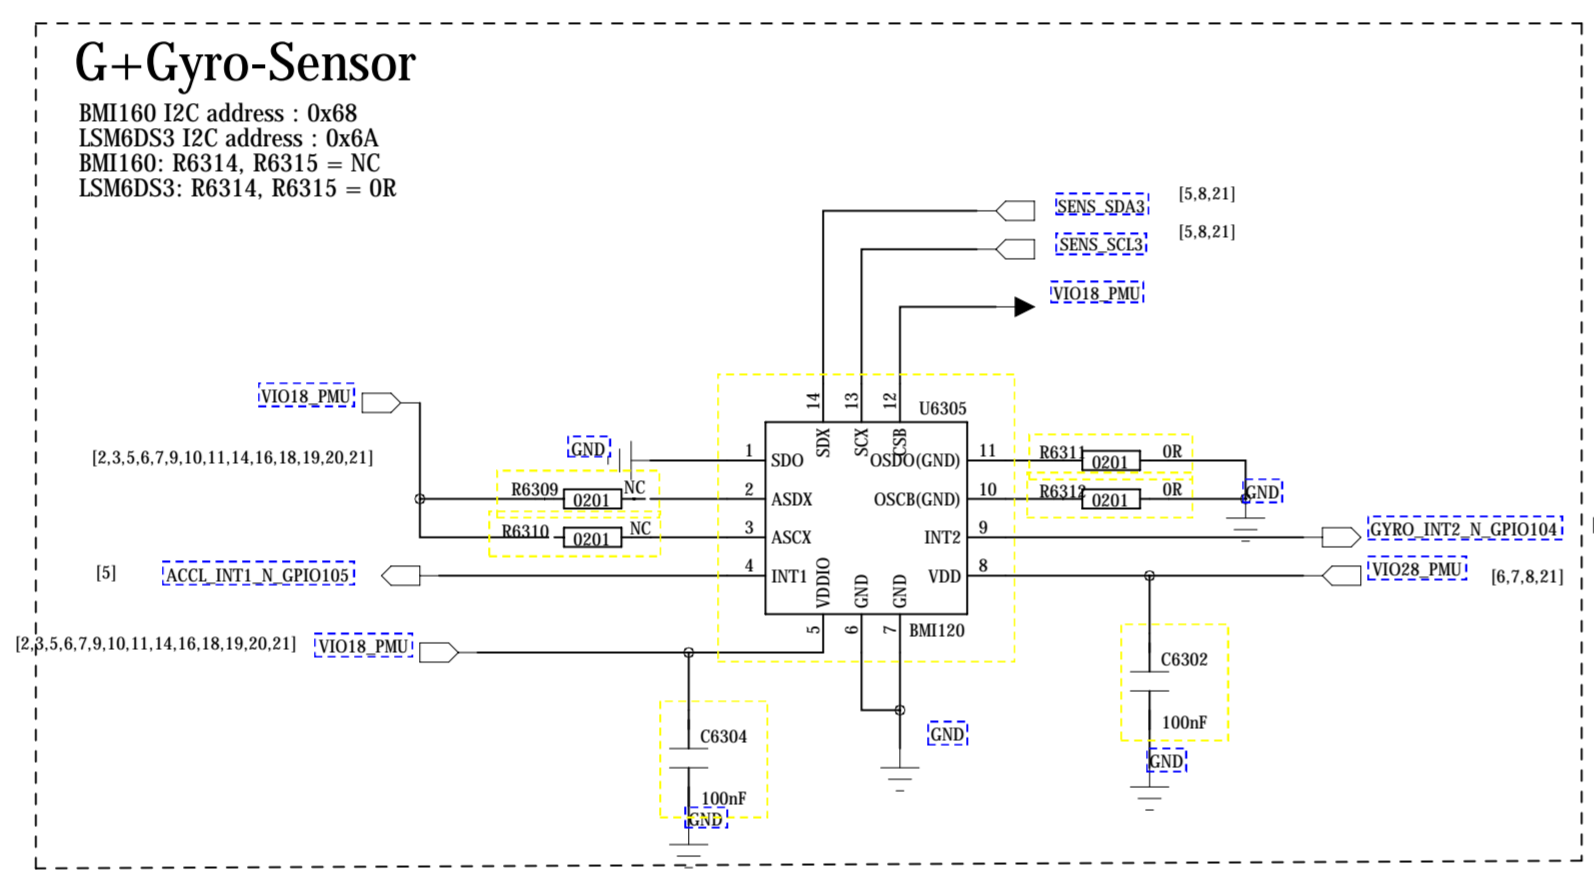 G+Gyro-Sensor
BMI160 I2C address : 0x68
LSM6DS3 I2C address : 0x6A
BMI160: R6314, R6315 = NC
LSM6DS3: R6314, R6315 = 0R
SENS_SDA3 [5,8,21]
SENS_SCL3 [5,8,21]
VIO18_PMU
VIO18_PMU
[2,3,5,6,7,9,10,11,14,16,18,19,20,21]
14 13 12 U6305
SDX SCX CSB
GND 1 SDO
R6309 0201 NC 2 ASDX
R6310 0201 NC 3 ASCX
[5] ACCL_INT1_N_GPIO105 4 INT1
OSDO(GND) 11 R6311 0201 0R
OSCB(GND) 10 R6312 0201 0R GND
INT2 9 GYRO_INT2_N_GPIO104
VDD 8 VIO28_PMU [6,7,8,21]
VDDIO GND GND
5 6 7 BMI120
[2,3,5,6,7,9,10,11,14,16,18,19,20,21] VIO18_PMU
C6302
100nF
GND
GND
C6304
100nF
GND